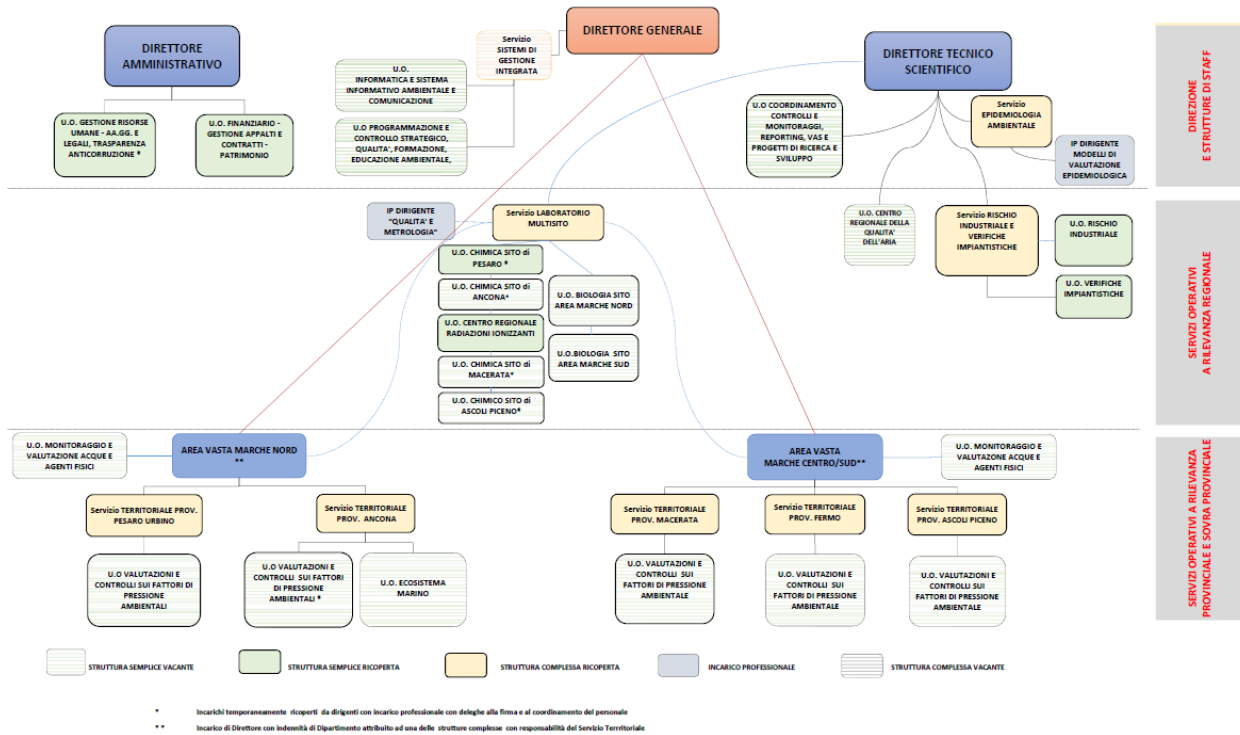 DIRETTORE
AMMINISTRATIVO
U.O. GESTIONE RISORSE
UMANE - AA.GG. E
LEGALI, TRASPARENZA
ANTICORRUZIONE *
U.O. FINANZIARIO -
GESTIONE APPALTI E
CONTRATTI -
PATRIMONIO
DIRETTORE GENERALE
Servizio
SISTEMI DI
GESTIONE
INTEGRATA
U.O.
INFORMATICA E SISTEMA
INFORMATIVO AMBIENTALE E
COMUNICAZIONE
U.O PROGRAMMAZIONE E
CONTROLLO STRATEGICO,
QUALITA', FORMAZIONE,
EDUCAZIONE AMBIENTALE,
DIRETTORE TECNICO
SCIENTIFICO
U.O COORDINAMENTO
CONTROLLI E
MONITORAGGI,
REPORTING, VAS E
PROGETTI DI RICERCA E
SVILUPPO
Servizio
EPIDEMIOLOGIA
AMBIENTALE
IP DIRIGENTE
MODELLI DI
VALUTAZIONE
EPIDEMIOLOGICA
DIREZIONE
E STRUTTURE DI STAFF
IP DIRIGENTE
"QUALITA' E
METROLOGIA"
Servizio LABORATORIO
MULTISITO
U.O. CHIMICA SITO di
PESARO *
U.O. CHIMICA SITO di
ANCONA*
U.O. CENTRO REGIONALE
RADIAZIONI IONIZZANTI
U.O. CHIMICA SITO di
MACERATA*
U.O. CHIMICO SITO di
ASCOLI PICENO*
U.O. BIOLOGIA SITO
AREA MARCHE NORD
U.O.BIOLOGIA SITO
AREA MARCHE SUD
U.O. CENTRO
REGIONALE DELLA
QUALITA'
DELL'ARIA
Servizio RISCHIO
INDUSTRIALE E
VERIFICHE
IMPIANTISTICHE
U.O. RISCHIO
INDUSTRIALE
U.O. VERIFICHE
IMPIANTISTICHE
SERVIZI OPERATIVI
A RILEVANZA REGIONALE
U.O. MONITORAGGIO E
VALUTAZIONE ACQUE E
AGENTI FISICI
AREA VASTA MARCHE NORD
**
Servizio TERRITORIALE PROV.
PESARO URBINO
Servizio TERRITORIALE
PROV. ANCONA
U.O VALUTAZIONI E
CONTROLLI SUI FATTORI DI
PRESSIONE
AMBIENTALI
U.O VALUTAZIONI E
CONTROLLI SUI FATTORI
DI PRESSIONE
AMBIENTALI *
U.O. ECOSISTEMA
MARINO
AREA VASTA
MARCHE CENTRO/SUD**
U.O. MONITORAGGIO E
VALUTAZONE ACQUE E
AGENTI FISICI
Servizio TERRITORIALE
PROV. MACERATA
Servizio TERRITORIALE
PROV. FERMO
Servizio TERRITORIALE
PROV. ASCOLI PICENO
U.O. VALUTAZIONI E
CONTROLLI SUI
FATTORI DI PRESSIONE
AMBIENTALE
U.O. VALUTAZIONI E
CONTROLLI SUI
FATTORI DI PRESSIONE
AMBIENTALE
U.O. VALUTAZIONI E
CONTROLLI SUI
FATTORI DI PRESSIONE
AMBIENTALE
SERVIZI OPERATIVI A RILEVANZA
PROVINCIALE E SOVRA PROVINCIALE
STRUTTURA SEMPLICE VACANTE
STRUTTURA SEMPLICE RICOPERTA
STRUTTURA COMPLESSA RICOPERTA
INCARICO PROFESSIONALE
STRUTTURA COMPLESSA VACANTE
* Incarichi temporaneamente ricoperti da dirigenti con incarico professionale con deleghe alla firma e al coordinamento del personale
** Incarico di Direttore con indennità di Dipartimento attribuito ad una delle strutture complesse con responsabilità del Servizio Terrritoriale